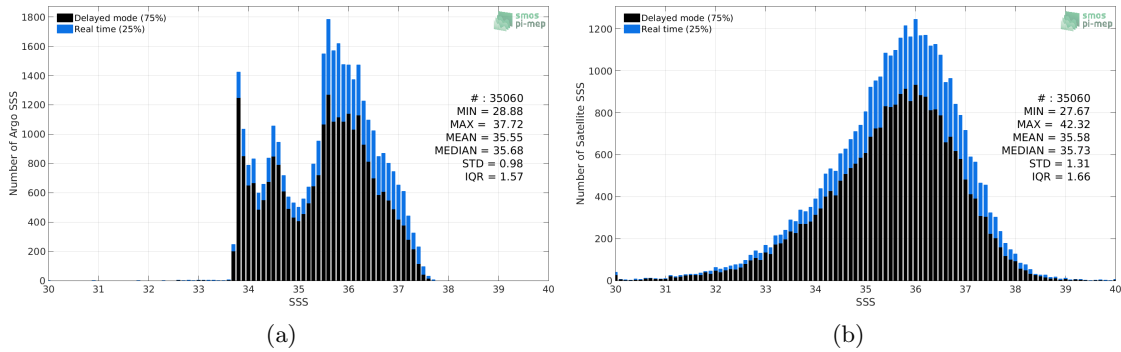 Delayed mode (75%)
Real time (25%)
smos
pi-mep
# : 35060
MIN = 28.88
MAX = 37.72
MEAN = 35.55
MEDIAN = 35.68
STD = 0.98
IQR = 1.57
Number of Argo SSS
1800
1600
1400
1200
1000
800
600
400
200
0
30 31 32 33 34 35 36 37 38 39 40
SSS
(a)
Delayed mode (75%)
Real time (25%)
smos
pi-mep
# : 35060
MIN = 27.67
MAX = 42.32
MEAN = 35.58
MEDIAN = 35.73
STD = 1.31
IQR = 1.66
Number of Satellite SSS
1200
1000
800
600
400
200
0
30 31 32 33 34 35 36 37 38 39 40
SSS
(b)